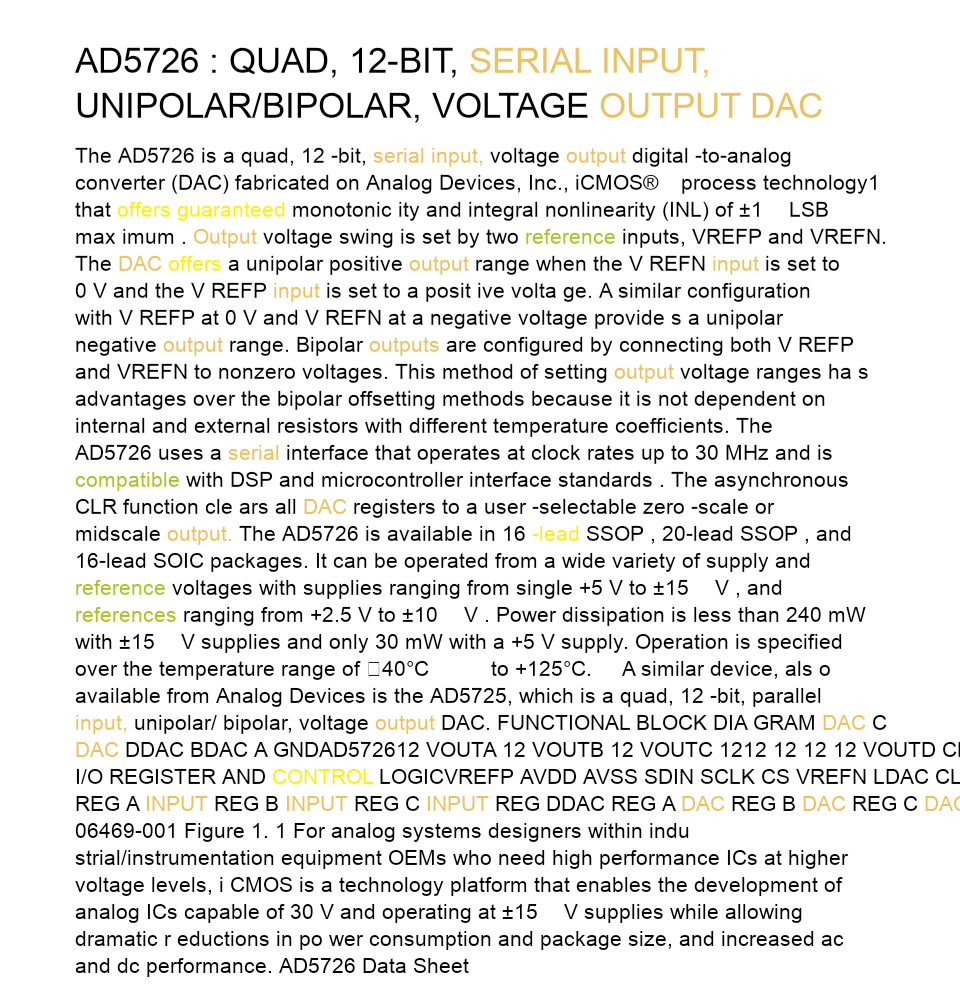 AD5726 : QUAD, 12-BIT, SERIAL INPUT,
UNIPOLAR/BIPOLAR, VOLTAGE OUTPUT DAC
The AD5726 is a quad, 12 -bit, serial input, voltage output digital -to-analog
converter (DAC) fabricated on Analog Devices, Inc., iCMOS® process technology1
that offers guaranteed monotonic ity and integral nonlinearity (INL) of ±1 LSB
max imum . Output voltage swing is set by two reference inputs, VREFP and VREFN.
The DAC offers a unipolar positive output range when the V REFN input is set to
0 V and the V REFP input is set to a posit ive volta ge. A similar configuration
with V REFP at 0 V and V REFN at a negative voltage provide s a unipolar
negative output range. Bipolar outputs are configured by connecting both V REFP
and VREFN to nonzero voltages. This method of setting output voltage ranges ha s
advantages over the bipolar offsetting methods because it is not dependent on
internal and external resistors with different temperature coefficients. The
AD5726 uses a serial interface that operates at clock rates up to 30 MHz and is
compatible with DSP and microcontroller interface standards . The asynchronous
CLR function cle ars all DAC registers to a user -selectable zero -scale or
midscale output. The AD5726 is available in 16 -lead SSOP , 20-lead SSOP , and
16-lead SOIC packages. It can be operated from a wide variety of supply and
reference voltages with supplies ranging from single +5 V to ±15 V , and
references ranging from +2.5 V to ±10 V . Power dissipation is less than 240 mW
with ±15 V supplies and only 30 mW with a +5 V supply. Operation is specified
over the temperature range of 40°C to +125°C. A similar device, als o
available from Analog Devices is the AD5725, which is a quad, 12 -bit, parallel
input, unipolar/ bipolar, voltage output DAC. FUNCTIONAL BLOCK DIA GRAM DAC C
DAC DDAC BDAC A GNDAD572612 VOUTA 12 VOUTB 12 VOUTC 1212 12 12 12 VOUTD
I/O REGISTER AND CONTROL LOGICVREFP AVDD AVSS SDIN SCLK CS VREFN LDAC
REG A INPUT REG B INPUT REG C INPUT REG DDAC REG A DAC REG B DAC REG C DAC
06469-001 Figure 1. 1 For analog systems designers within indu
strial/instrumentation equipment OEMs who need high performance ICs at higher
voltage levels, i CMOS is a technology platform that enables the development of
analog ICs capable of 30 V and operating at ±15 V supplies while allowing
dramatic r eductions in po wer consumption and package size, and increased ac
and dc performance. AD5726 Data Sheet